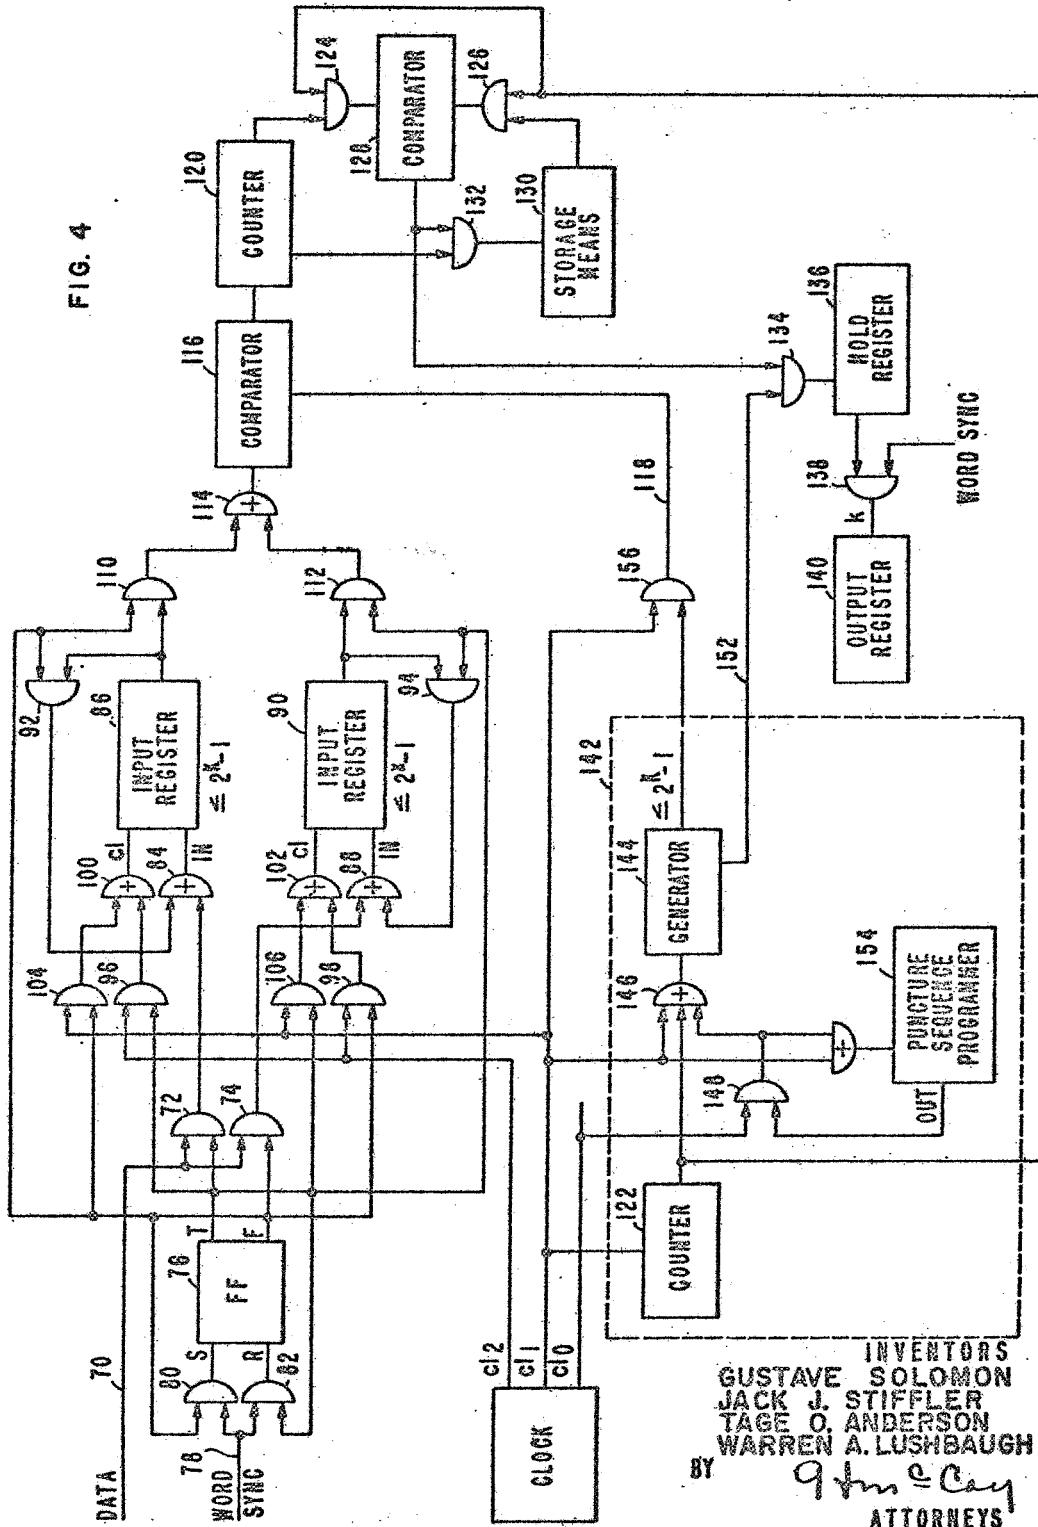 FIG. 4
DATA
70
WORD
SYNC
78
80
82
S
R
76
FF
T
F
72
74
104
96
106
98
100
cl
84
IN
102
cl
88
IN
92
86
INPUT
REGISTER
≤ 2^K-1
90
INPUT
REGISTER
≤ 2^K-1
94
110
112
114
116
COMPARATOR
118
120
COUNTER
124
128
COMPARATOR
126
132
130
STORAGE
MEANS
134
136
HOLD
REGISTER
138
WORD SYNC
k
140
OUTPUT
REGISTER
156
152
142
144
GENERATOR
≤ 2^K-1
146
148
154
PUNCTURE
SEQUENCE
PROGRAMMER
OUT
122
COUNTER
cl2
cl1
cl0
CLOCK
INVENTORS
GUSTAVE SOLOMON
JACK J. STIFFLER
TAGE O. ANDERSON
WARREN A. LUSHBAUGH
BY
ATTORNEYS